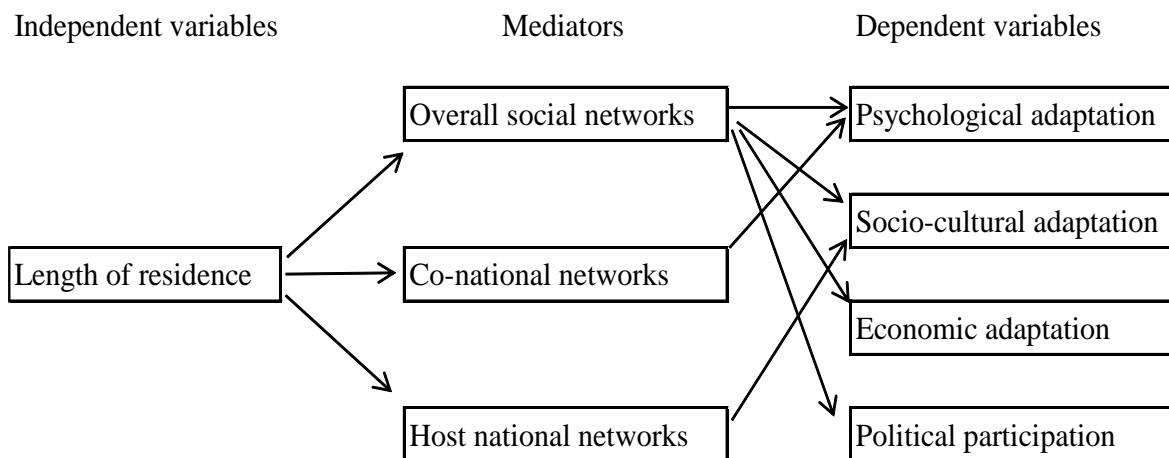 Independent variables
Mediators
Dependent variables
Overall social networks
Psychological adaptation
Socio-cultural adaptation
Length of residence
Co-national networks
Economic adaptation
Host national networks
Political participation